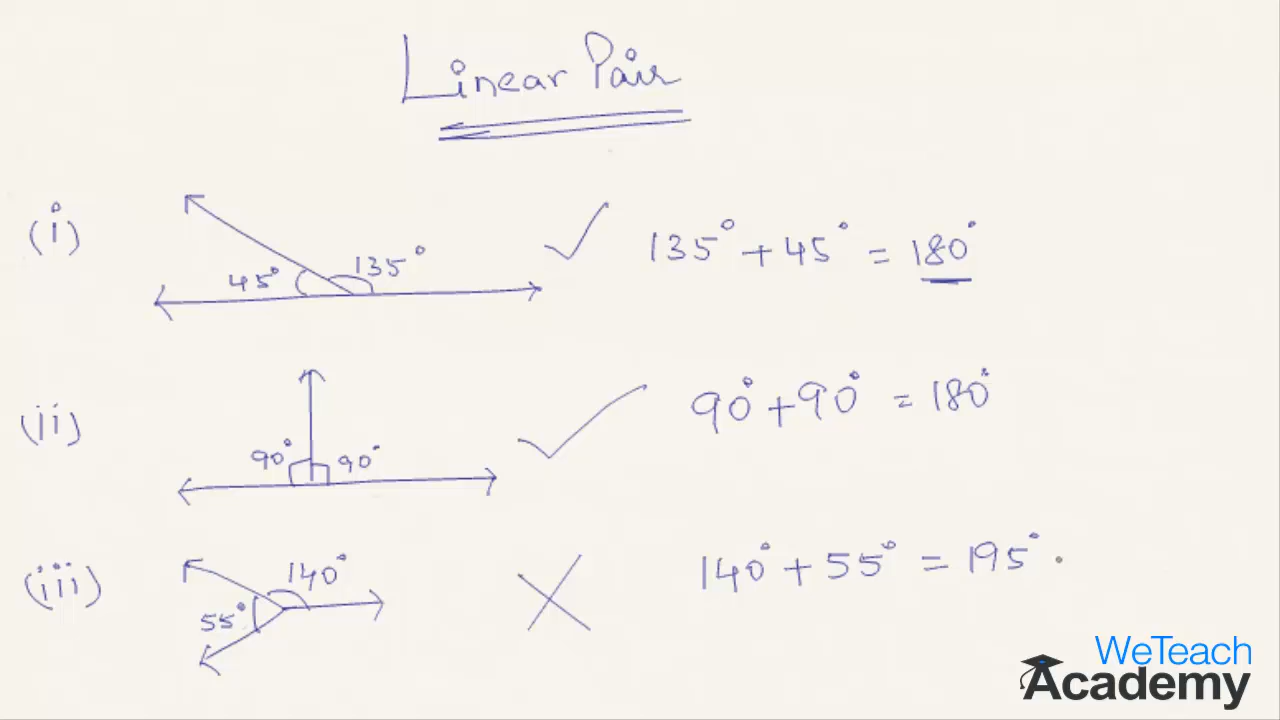 Linear Pair
(i)
45° 135°
135° + 45° = 180°
(ii)
90° 90°
90° + 90° = 180°
(iii)
140°
55°
140° + 55° = 195°
WeTeach
Academy